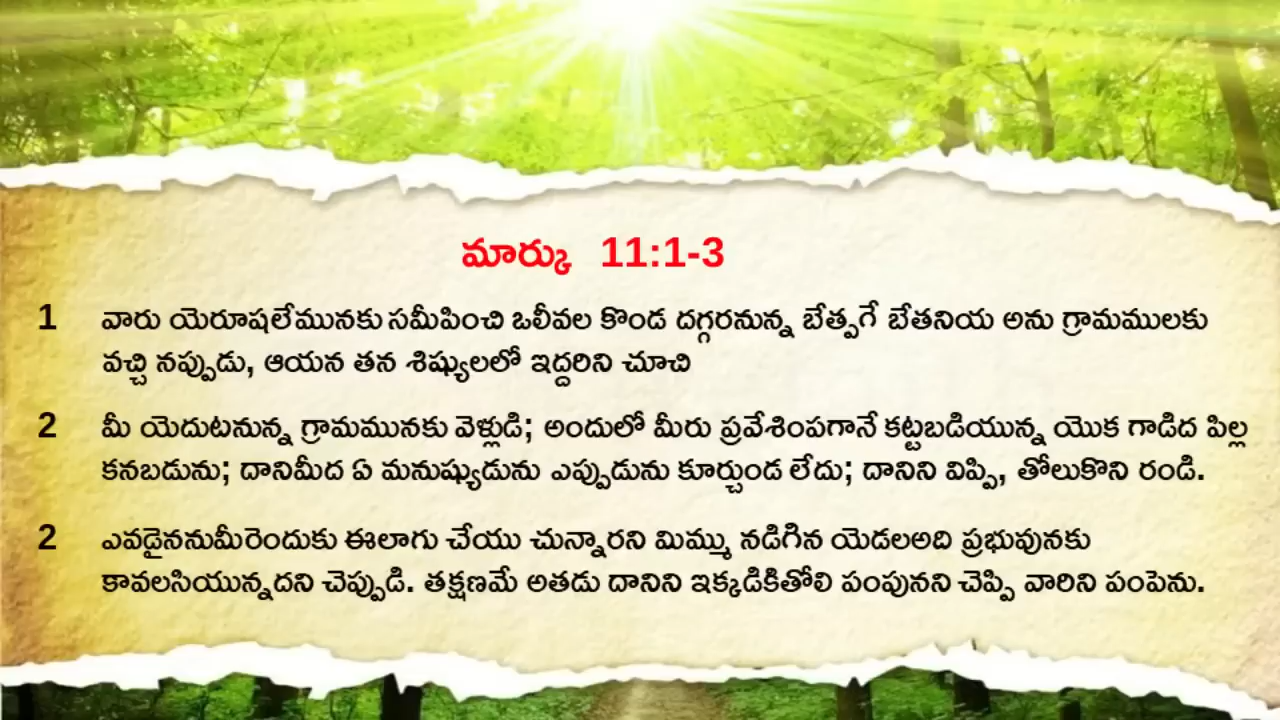 మార్కు 11:1-3
1 వారు యెరూషలేమునకు సమీపించి ఒలీవల కొండ దగ్గరనున్న బేత్పగే బేతనియ అను గ్రామములకు
వచ్చి నప్పుడు, ఆయన తన శిష్యులలో ఇద్దరిని చూచి
2 మీ యెదుటనున్న గ్రామమునకు వెళ్లుడి; అందులో మీరు ప్రవేశింపగానే కట్టబడియున్న యొక గాడిద పిల్ల
కనబడును; దానిమీద ఏ మనుష్యుడును ఎప్పుడును కూర్చుండ లేదు; దానిని విప్పి, తోలుకొని రండి.
2 ఎవడైననుమీరెందుకు ఈలాగు చేయు చున్నారని మిమ్ము నడిగిన యెడలఅది ప్రభువునకు
కావలసియున్నదని చెప్పుడి. తక్షణమే అతడు దానిని ఇక్కడికితోలి పంపునని చెప్పి వారిని పంపెను.